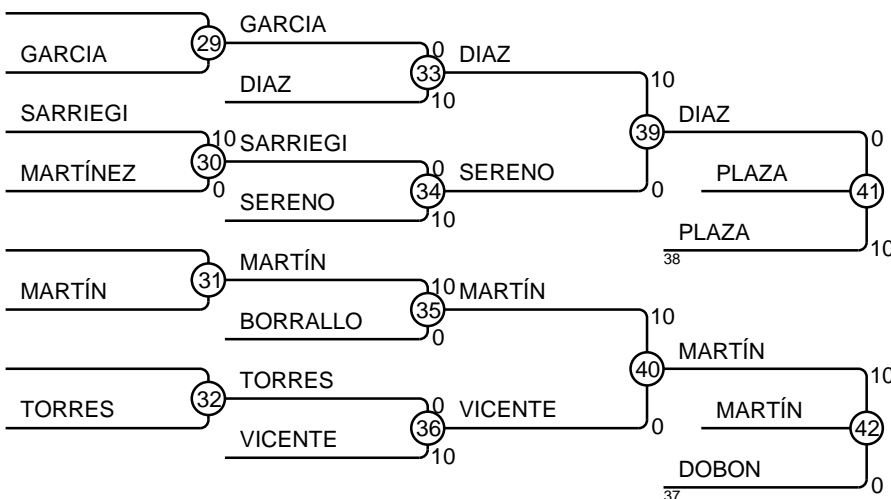 GARCIA
29
GARCIA
0
33
10
DIAZ
DIAZ
SARRIEGI
10
30
0
MARTÍNEZ
SARRIEGI
0
34
10
SERENO
SERENO
10
39
0
DIAZ
0
PLAZA
41
PLAZA
38
10
31
MARTÍN
MARTÍN
10
35
0
BORRALLO
MARTÍN
10
40
0
32
TORRES
TORRES
0
36
10
VICENTE
VICENTE
MARTÍN
10
MARTÍN
42
DOBON
37
0